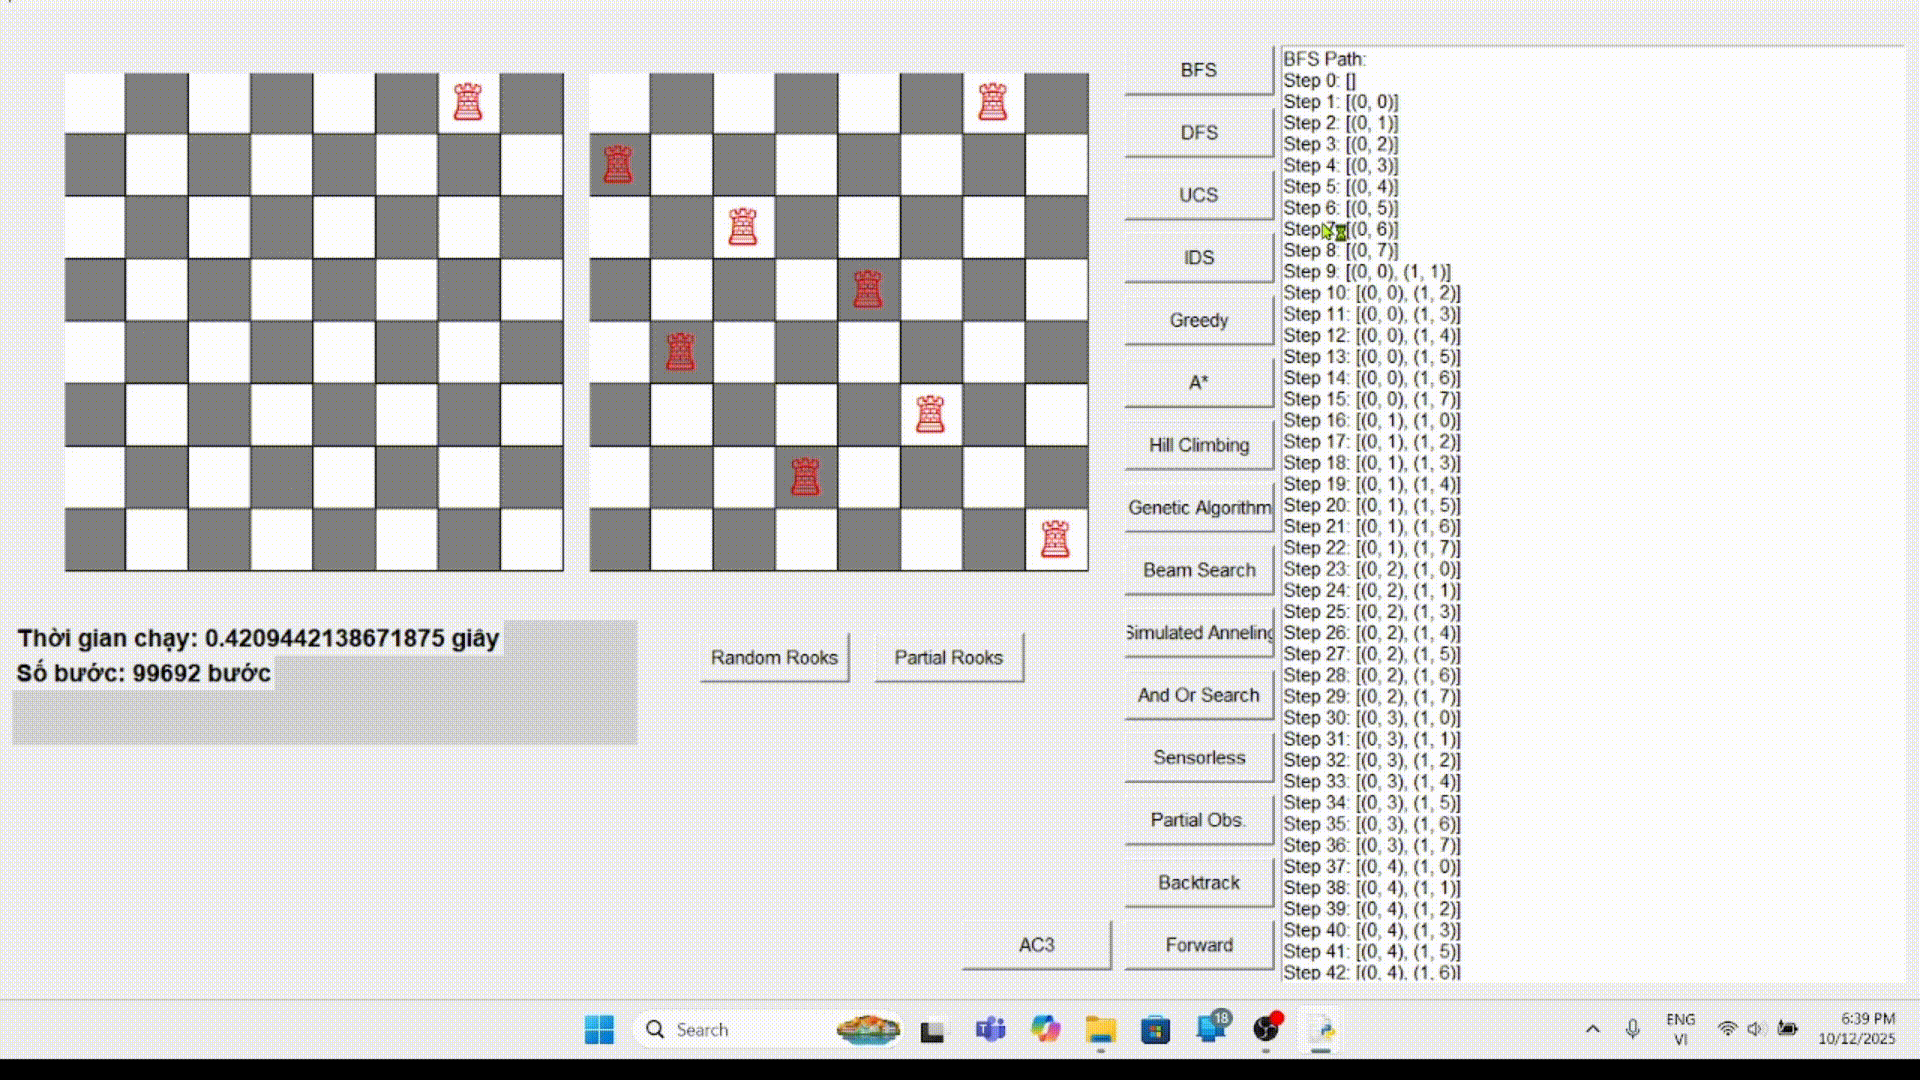 BFS
DFS
UCS
IDS
Greedy
A*
Hill Climbing
Genetic Algorithm
Beam Search
Simulated Anneling
And Or Search
Sensorless
Partial Obs.
Backtrack
AC3
Forward
Thời gian chạy: 0.4209442138671875 giây
Số bước: 99692 bước
Random Rooks
Partial Rooks
BFS Path:
Step 0: []
Step 1: [(0, 0)]
Step 2: [(0, 1)]
Step 3: [(0, 2)]
Step 4: [(0, 3)]
Step 5: [(0, 4)]
Step 6: [(0, 5)]
Step 7: [(0, 6)]
Step 8: [(0, 7)]
Step 9: [(0, 0), (1, 1)]
Step 10: [(0, 0), (1, 2)]
Step 11: [(0, 0), (1, 3)]
Step 12: [(0, 0), (1, 4)]
Step 13: [(0, 0), (1, 5)]
Step 14: [(0, 0), (1, 6)]
Step 15: [(0, 0), (1, 7)]
Step 16: [(0, 1), (1, 0)]
Step 17: [(0, 1), (1, 2)]
Step 18: [(0, 1), (1, 3)]
Step 19: [(0, 1), (1, 4)]
Step 20: [(0, 1), (1, 5)]
Step 21: [(0, 1), (1, 6)]
Step 22: [(0, 1), (1, 7)]
Step 23: [(0, 2), (1, 0)]
Step 24: [(0, 2), (1, 1)]
Step 25: [(0, 2), (1, 3)]
Step 26: [(0, 2), (1, 4)]
Step 27: [(0, 2), (1, 5)]
Step 28: [(0, 2), (1, 6)]
Step 29: [(0, 2), (1, 7)]
Step 30: [(0, 3), (1, 0)]
Step 31: [(0, 3), (1, 1)]
Step 32: [(0, 3), (1, 2)]
Step 33: [(0, 3), (1, 4)]
Step 34: [(0, 3), (1, 5)]
Step 35: [(0, 3), (1, 6)]
Step 36: [(0, 3), (1, 7)]
Step 37: [(0, 4), (1, 0)]
Step 38: [(0, 4), (1, 1)]
Step 39: [(0, 4), (1, 2)]
Step 40: [(0, 4), (1, 3)]
Step 41: [(0, 4), (1, 5)]
Step 42: [(0, 4), (1, 6)]
Search
18
ENG
VI
6:39 PM
10/12/2025